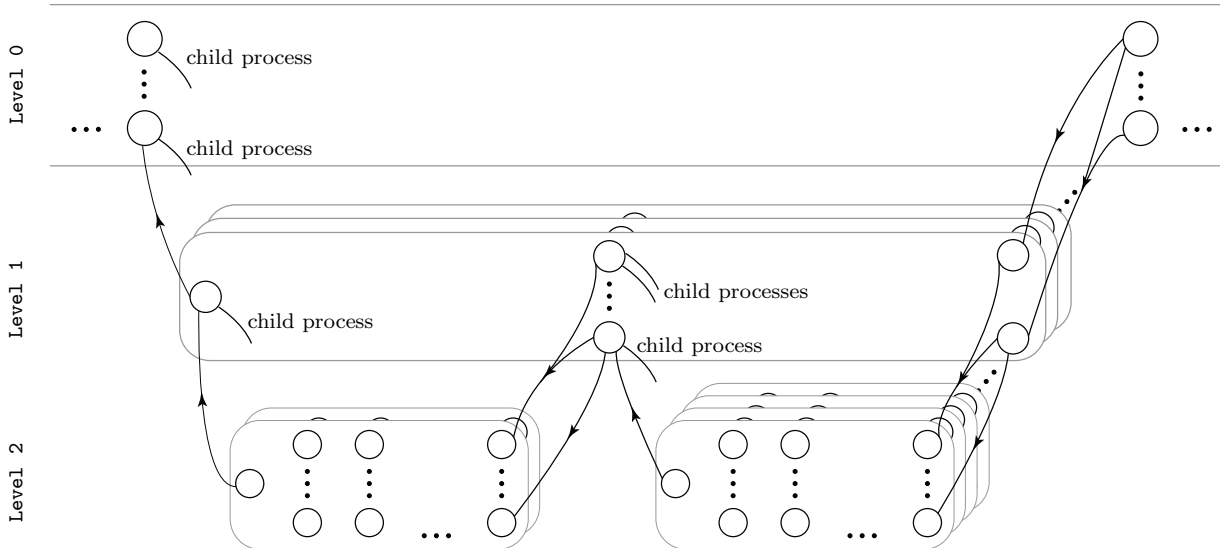 Level 0
child process
child process
Level 1
child processes
child process
child process
Level 2